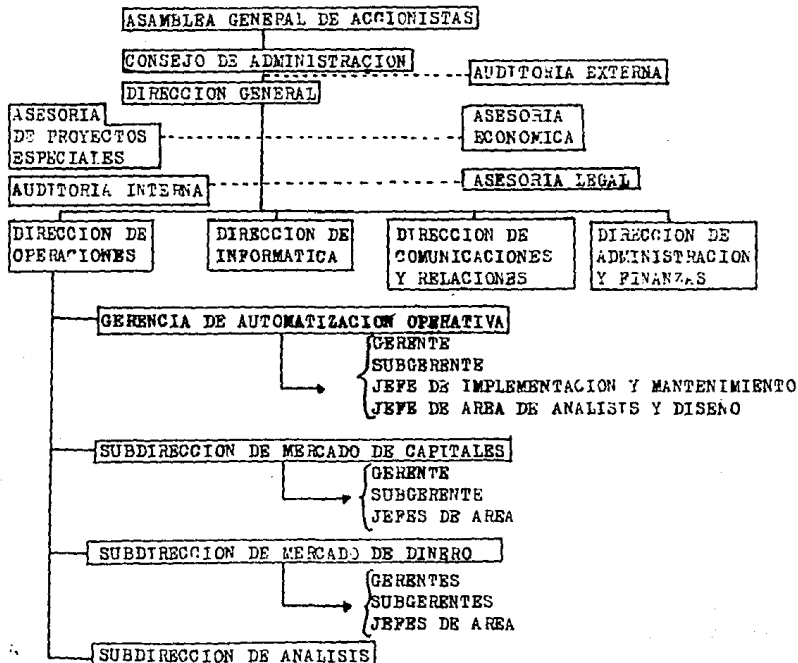 ASAMBLEA GENERAL DE ACCIONISTAS
CONSEJO DE ADMINISTRACION
AUDITORIA EXTERNA
DIRECCION GENERAL
ASESORIA
DE PROYECTOS
ESPECIALES
ASESORIA
ECONOMICA
AUDITORIA INTERNA
ASESORIA LEGAL
DIRECCION DE
OPERACIONES
DIRECCION DE
INFORMATICA
DIRECCION DE
COMUNICACIONES
Y RELACIONES
DIRECCION DE
ADMINISTRACION
Y FINANZAS
GERENCIA DE AUTOMATIZACION OPERATIVA
GERENTE
SUBGERENTE
JEFE DE IMPLEMENTACION Y MANTENIMIENTO
JEFE DE AREA DE ANALISIS Y DISEÑO
SUBDIRECCION DE MERCADO DE CAPITALES
GERENTE
SUBGERENTE
JEFES DE AREA
SUBDIRECCION DE MERCADO DE DINERO
GERENTES
SUBGERENTES
JEFES DE AREA
SUBDIRECCION DE ANALISIS